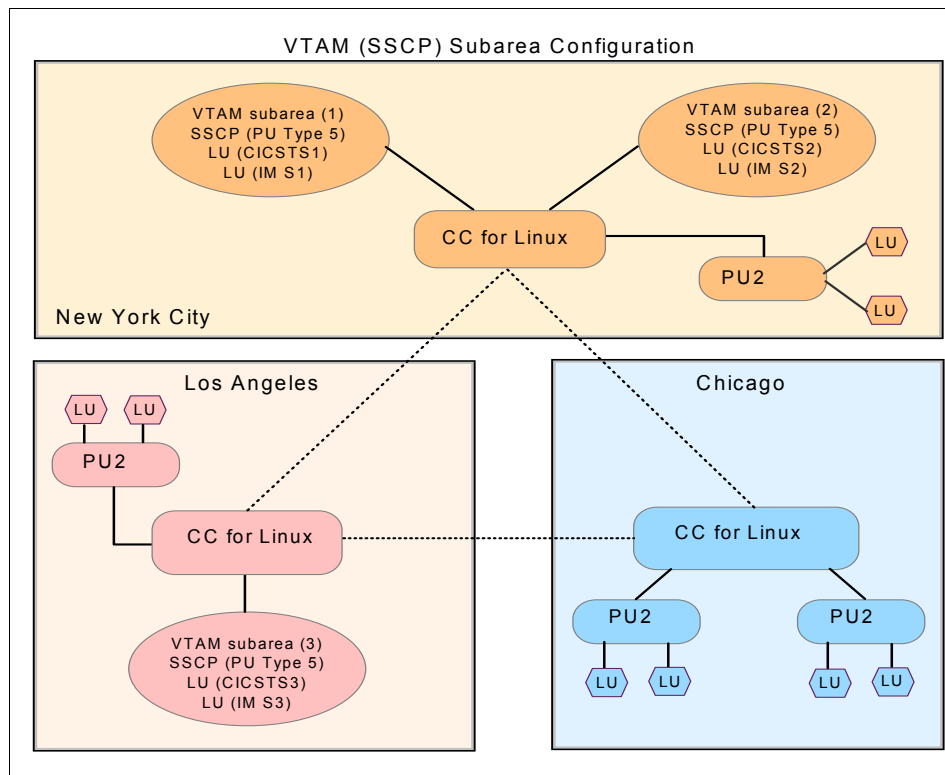 VTAM (SSCP) Subarea Configuration
VTAM subarea (1)
SSCP (PU Type 5)
LU (CICSTS1)
LU (IM S1)
VTAM subarea (2)
SSCP (PU Type 5)
LU (CICSTS2)
LU (IM S2)
CC for Linux
PU2
LU
LU
New York City
Los Angeles
LU
LU
PU2
CC for Linux
VTAM subarea (3)
SSCP (PU Type 5)
LU (CICSTS3)
LU (IM S3)
Chicago
CC for Linux
PU2
PU2
LU
LU
LU
LU